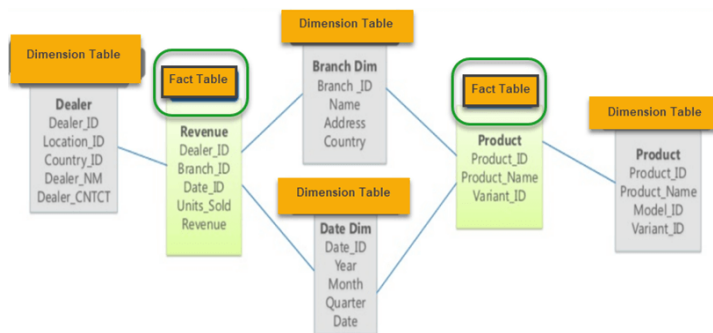 Dimension Table
Dealer
Dealer_ID
Location_ID
Country_ID
Dealer_NM
Dealer_CNTCT
Fact Table
Revenue
Dealer_ID
Branch_ID
Date_ID
Units_Sold
Revenue
Dimension Table
Branch Dim
Branch _ID
Name
Address
Country
Dimension Table
Date Dim
Date_ID
Year
Month
Quarter
Date
Fact Table
Product
Product_ID
Product_Name
Variant_ID
Dimension Table
Product
Product_ID
Product_Name
Model_ID
Variant_ID